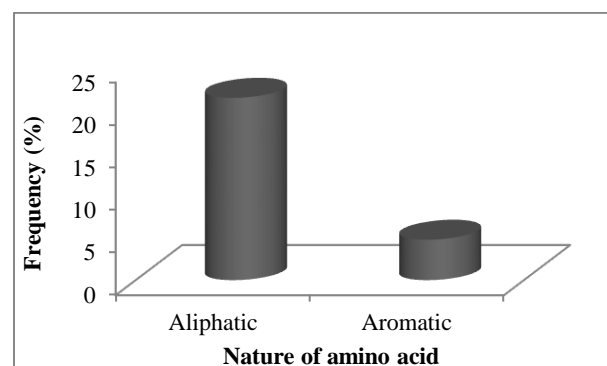 Frequency (%)
25
20
15
10
5
0
Aliphatic
Aromatic
Nature of amino acid